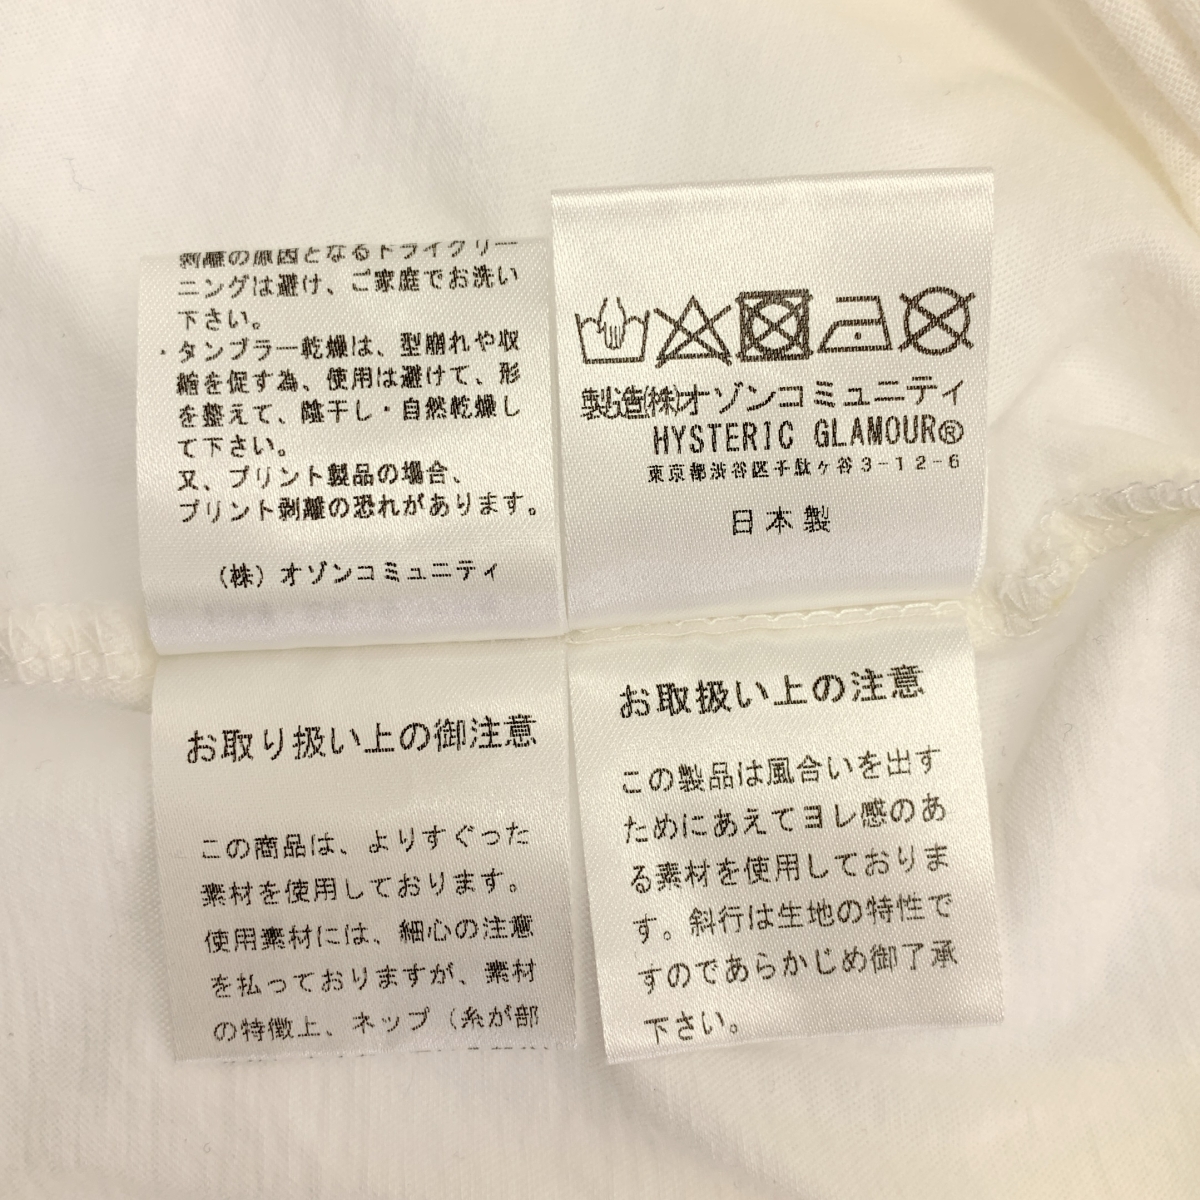 剥離の原因となるドライクリー
ニングは避け、ご家庭でお洗い
下さい。
・タンブラー乾燥は、型崩れや収
縮を促す為、使用は避けて、形
を整えて、陰干し・自然乾燥し
て下さい。
又、プリント製品の場合、
プリント剥離の恐れがあります。
(株)オゾンコミュニティ
製造(株)オゾンコミュニティ
HYSTERIC GLAMOUR®
東京都渋谷区千駄ヶ谷3-12-6
日本製
お取り扱い上の御注意
この商品は、よりすぐった
素材を使用しております。
使用素材には、細心の注意
を払っておりますが、素材
の特徴上、ネップ(糸が部
お取扱い上の注意
この製品は風合いを出す
ためにあえてヨレ感のあ
る素材を使用しておりま
す。斜行は生地の特性で
すのであらかじめ御了承
下さい。